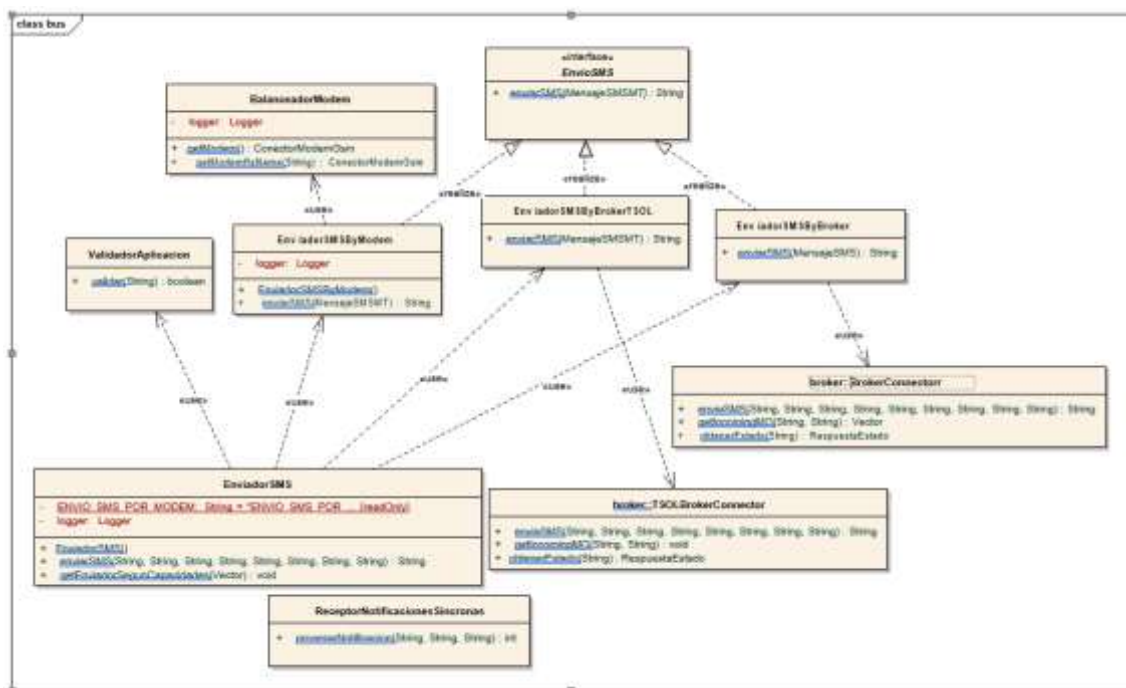 class bus
«interface»
EnvioSMS
+ enviarSMS(MensajeSMSMT) : String
BalanceadorModem
- logger: Logger
+ getModem() : ConectorModemGsm
+ getModemByName(String) : ConectorModemGsm
«realize»
«realize»
«realize»
«use»
EnviadorSMSByBrokerTSOL
+ enviarSMS(MensajeSMSMT) : String
EnviadorSMSByBroker
+ enviarSMS(MensajeSMS) : String
EnviadorSMSByModem
- logger: Logger
+ EnviadorSMSByModem()
+ enviarSMS(MensajeSMSMT) : String
ValidadorAplicacion
+ validar(String) : boolean
«use»
«use»
«use»
«use»
«use»
«use»
broker::BrokerConnectorr
+ envioSMS(String, String, String, String, String, String, String, String, String) : String
+ getIncomingMO(String, String) : Vector
+ obtenerEstado(String) : RespuestaEstado
EnviadorSMS
- ENVIO_SMS_POR_MODEM: String = "ENVIO_SMS_POR_... {readOnly}
- logger: Logger
+ EnviadorSMS()
+ enviarSMS(String, String, String, String, String, String, String, String) : String
+ getEnviadorSegunCapacidades(Vector) : void
broker::TSOLBrokerConnector
+ envioSMS(String, String, String, String, String, String, String, String) : String
+ getIncomingMO(String, String) : void
+ obtenerEstado(String) : RespuestaEstado
ReceptorNotificacionesSincronas
+ procesarNotificacion(String, String, String) : int